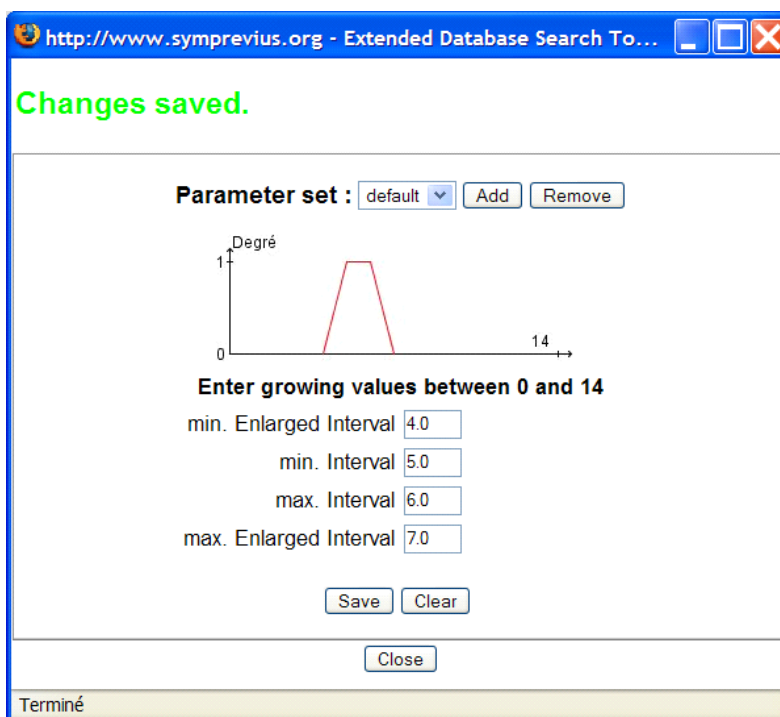 http://www.symprevius.org - Extended Database Search To...
Changes saved.
Parameter set : default Add Remove
Degré
1
14
0
Enter growing values between 0 and 14
min. Enlarged Interval 4.0
min. Interval 5.0
max. Interval 6.0
max. Enlarged Interval 7.0
Save Clear
Close
Terminé